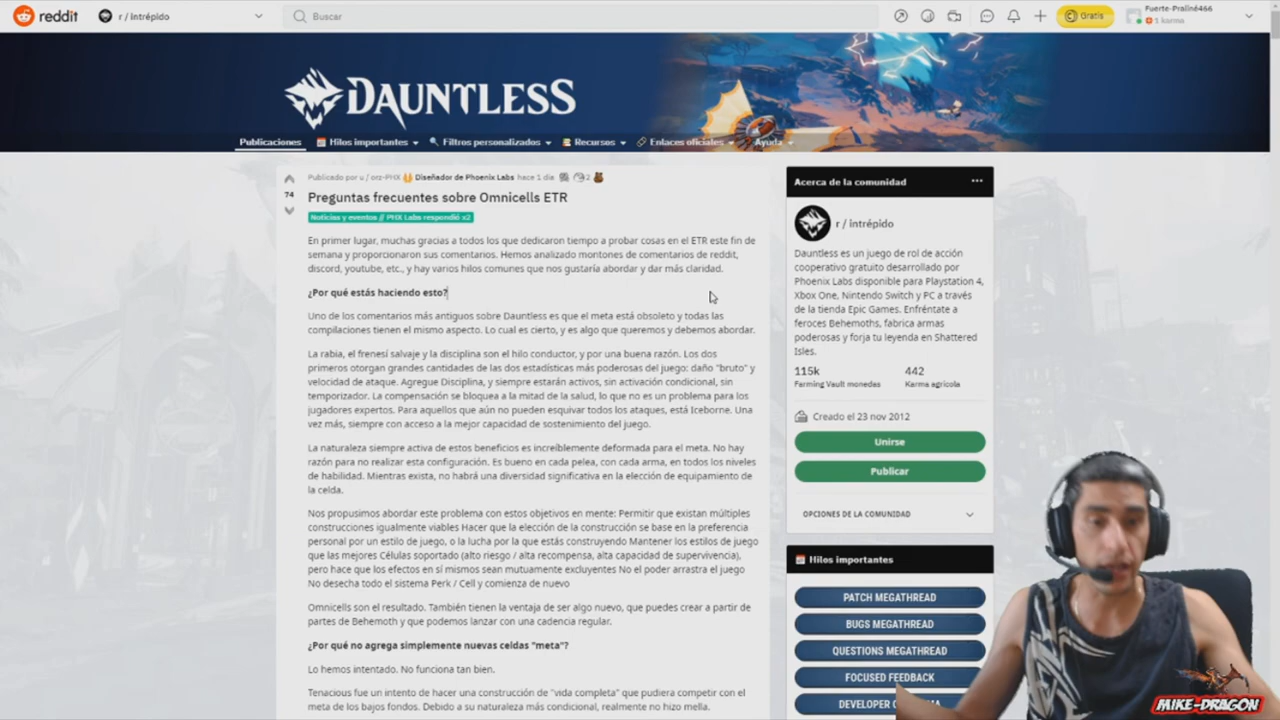 reddit
r / intrépido
Buscar
Gratis
Fuerte-Praliné466
1 karma
DAUNTLESS
Publicaciones
Hilos importantes
Filtros personalizados
Recursos
Enlaces oficiales
Ayuda
Publicado por u / orz-PHX Diseñador de Phoenix Labs hace 1 día
2
74
Preguntas frecuentes sobre Omnicells ETR
Noticias y eventos // PHX Labs respondió x2
En primer lugar, muchas gracias a todos los que dedicaron tiempo a probar cosas en el ETR este fin de
semana y proporcionaron sus comentarios. Hemos analizado montones de comentarios de reddit,
discord, youtube, etc., y hay varios hilos comunes que nos gustaría abordar y dar más claridad.
¿Por qué estás haciendo esto?
Uno de los comentarios más antiguos sobre Dauntless es que el meta está obsoleto y todas las
compilaciones tienen el mismo aspecto. Lo cual es cierto, y es algo que queremos y debemos abordar.
La rabia, el frenesí salvaje y la disciplina son el hilo conductor, y por una buena razón. Los dos
primeros otorgan grandes cantidades de las dos estadísticas más poderosas del juego: daño "bruto" y
velocidad de ataque. Agregue Disciplina, y siempre estarán activos, sin activación condicional, sin
temporizador. La compensación se bloquea a la mitad de la salud, lo que no es un problema para los
jugadores expertos. Para aquellos que aún no pueden esquivar todos los ataques, está Iceborne. Una
vez más, siempre con acceso a la mejor capacidad de sostenimiento del juego.
La naturaleza siempre activa de estos beneficios es increíblemente deformada para el meta. No hay
razón para no realizar esta configuración. Es bueno en cada pelea, con cada arma, en todos los niveles
de habilidad. Mientras exista, no habrá una diversidad significativa en la elección de equipamiento de
la celda.
Nos propusimos abordar este problema con estos objetivos en mente: Permitir que existan múltiples
construcciones igualmente viables Hacer que la elección de la construcción se base en la preferencia
personal por un estilo de juego, o la lucha por la que estás construyendo Mantener los estilos de juego
que las mejores Células soportado (alto riesgo / alta recompensa, alta capacidad de supervivencia),
pero hace que los efectos en sí mismos sean mutuamente excluyentes No el poder arrastra el juego
No desecha todo el sistema Perk / Cell y comienza de nuevo
Omnicells son el resultado. También tienen la ventaja de ser algo nuevo, que puedes crear a partir de
partes de Behemoth y que podemos lanzar con una cadencia regular.
¿Por qué no agrega simplemente nuevas celdas "meta"?
Lo hemos intentado. No funciona tan bien.
Tenacious fue un intento de hacer una construcción de "vida completa" que pudiera competir con el
meta de los bajos fondos. Debido a su naturaleza más condicional, realmente no hizo mella.
Acerca de la comunidad
r / intrépido
Dauntless es un juego de rol de acción
cooperativo gratuito desarrollado por
Phoenix Labs disponible para Playstation 4,
Xbox One, Nintendo Switch y PC a través
de la tienda Epic Games. Enfréntate a
feroces Behemoths, fabrica armas
poderosas y forja tu leyenda en Shattered
Isles.
115k
442
Farming Vault monedas
Karma agrícola
Creado el 23 nov 2012
Unirse
Publicar
OPCIONES DE LA COMUNIDAD
Hilos importantes
PATCH MEGATHREAD
BUGS MEGATHREAD
QUESTIONS MEGATHREAD
FOCUSED FEEDBACK
DEVELOPER
MIKE-DRAGON